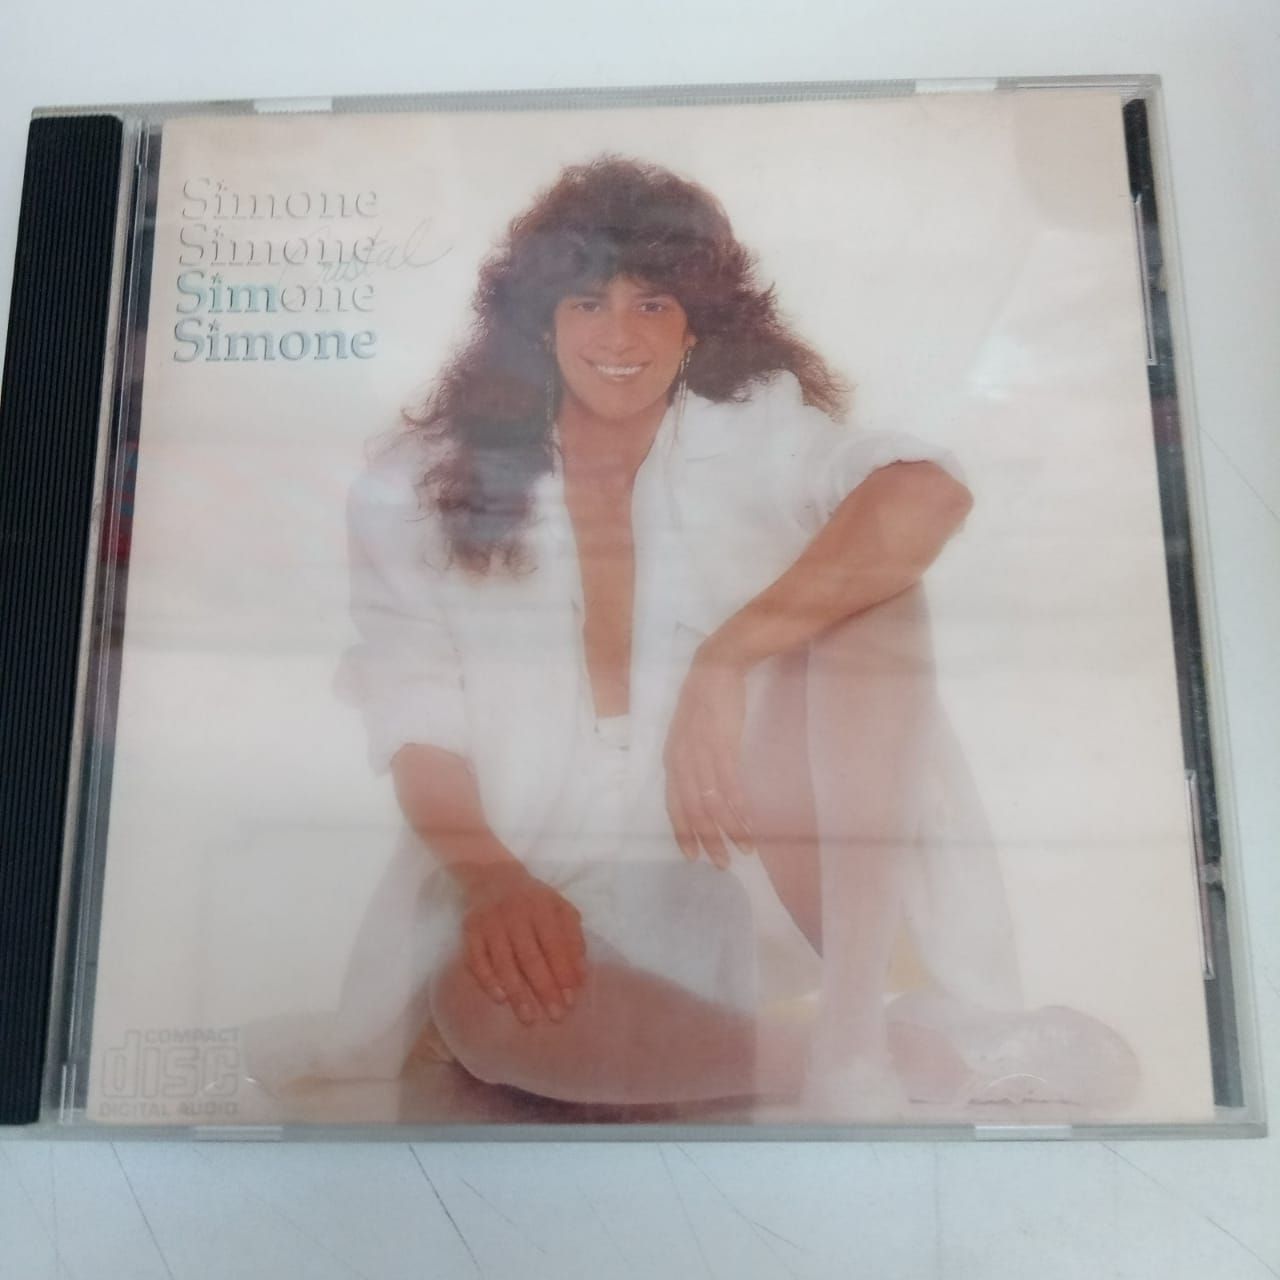 Simone
Simone
Cristal
Simone
Simone
COMPACT
disc
DIGITAL AUDIO